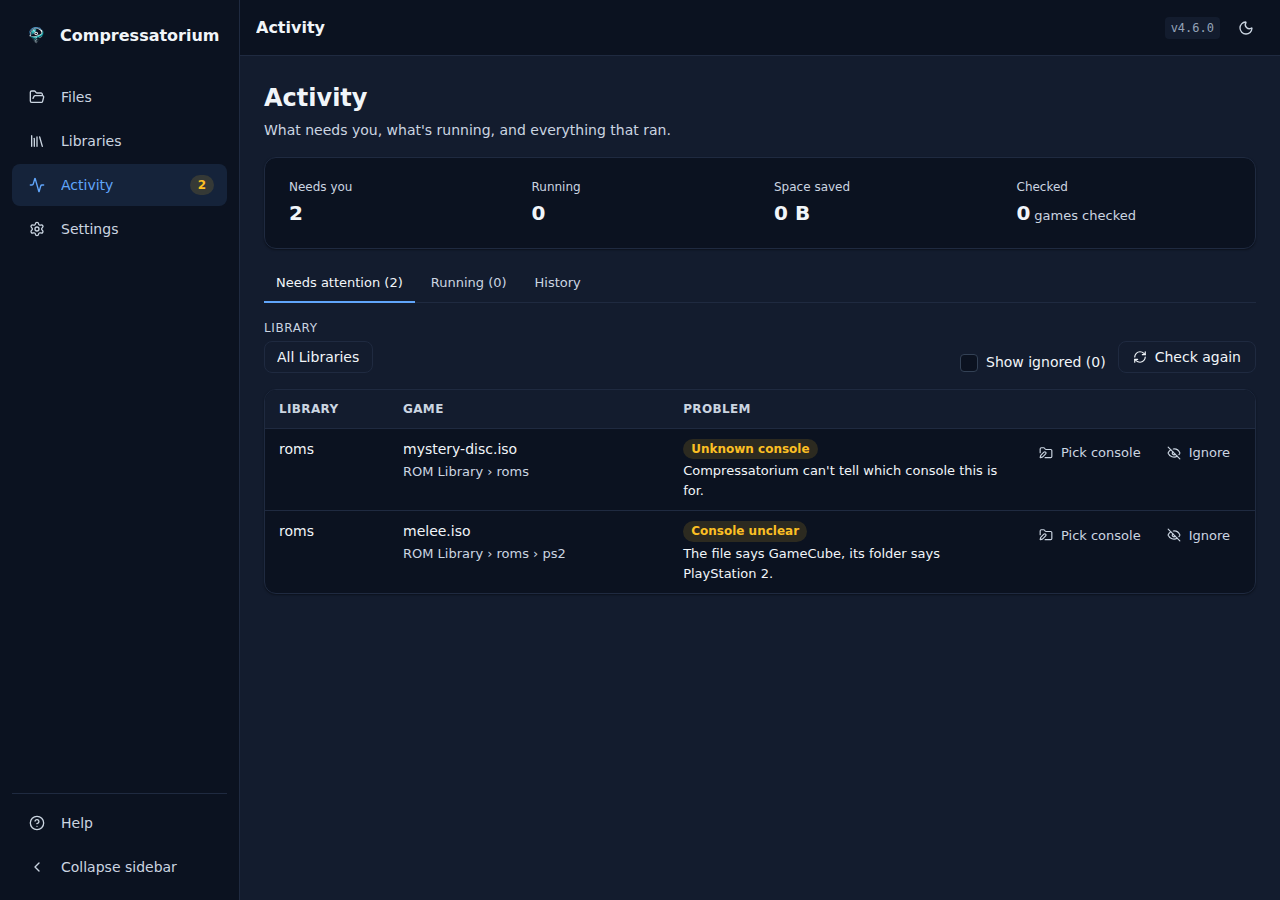 Compressatorium
Activity
v4.6.0
Files
Libraries
Activity 2
Settings
Help
Collapse sidebar
Activity
What needs you, what's running, and everything that ran.
Needs you Running Space saved Checked
2 0 0 B 0 games checked
Needs attention (2) Running (0) History
LIBRARY
All Libraries Show ignored (0) Check again
LIBRARY GAME PROBLEM
roms mystery-disc.iso Unknown console Pick console Ignore
ROM Library › roms Compressatorium can't tell which console this is
for.
roms melee.iso Console unclear Pick console Ignore
ROM Library › roms › ps2 The file says GameCube, its folder says
PlayStation 2.